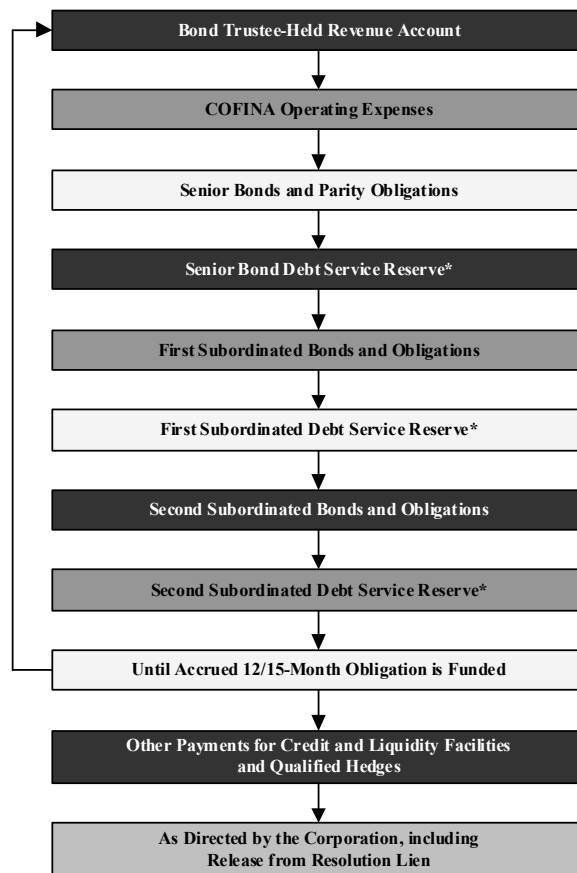 Bond Trustee-Held Revenue Account
COFINA Operating Expenses
Senior Bonds and Parity Obligations
Senior Bond Debt Service Reserve*
First Subordinated Bonds and Obligations
First Subordinated Debt Service Reserve*
Second Subordinated Bonds and Obligations
Second Subordinated Debt Service Reserve*
Until Accrued 12/15-Month Obligation is Funded
Other Payments for Credit and Liquidity Facilities
and Qualified Hedges
As Directed by the Corporation, including
Release from Resolution Lien